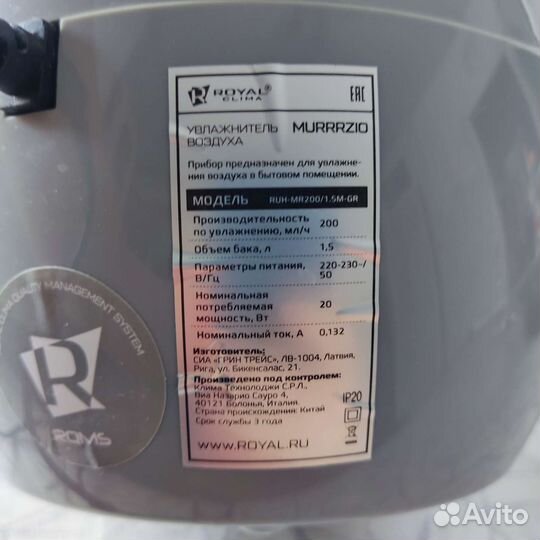 ROYAL
CLIMA
EAC
УВЛАЖНИТЕЛЬ MURRRZIO
ВОЗДУХА
Прибор предназначен для увлажне-
ния воздуха в бытовом помещении.
МОДЕЛЬ RUH-MR200/1.5M-GR
Производительность 200
по увлажнению, мл/ч
Объем бака, л 1,5
Параметры питания, 220-230~/
В/Гц 50
Номинальная
потребляемая 20
мощность, Вт
Номинальный ток, А 0,132
Изготовитель:
СИА «ГРИН ТРЕЙС», ЛВ-1004, Латвия,
Рига, ул. Бикенсалас, 21.
Произведено под контролем:
Клима Технолоджи С.Р.Л.,
Виа Назарио Сауро 4,
40121 Болонья, Италия.
Страна происхождения: Китай
Срок службы 3 года
IP20
WWW.ROYAL.RU
QUALITY MANAGEMENT SYSTEM
R
RQMS
Avito